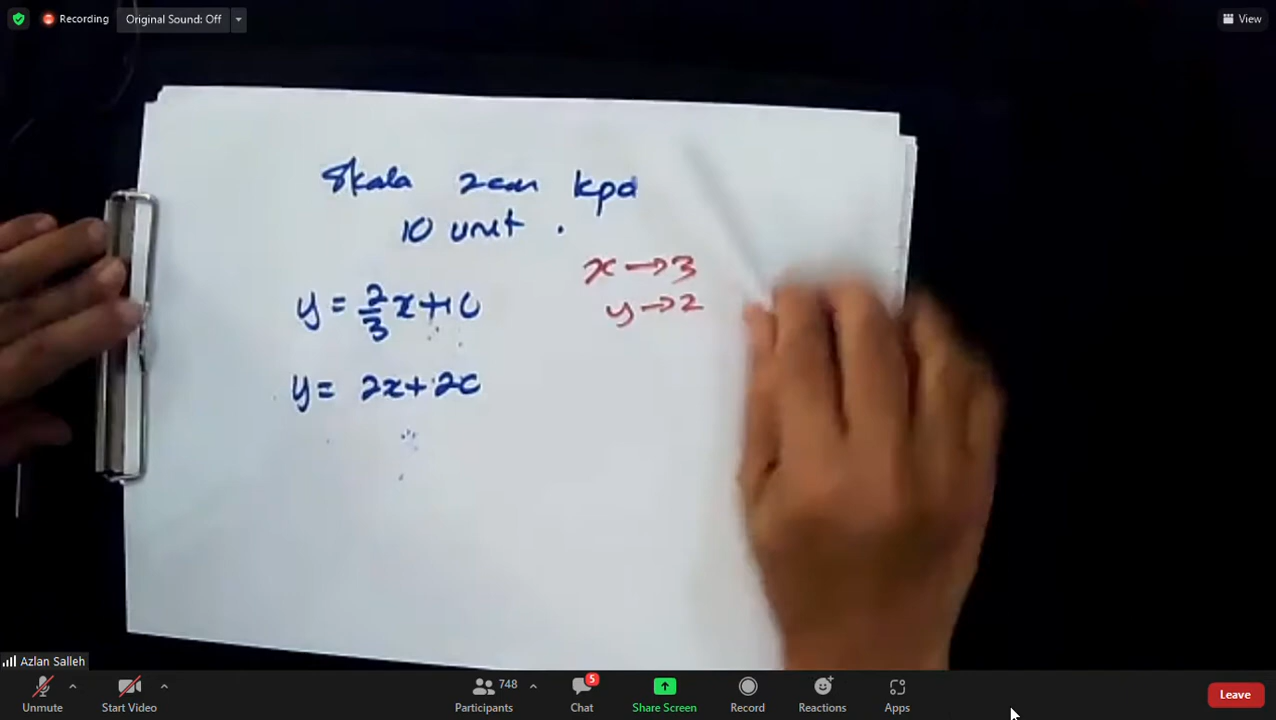 Recording
Original Sound: Off
View
Skala 2cm kpd
10 unit .
x → 3
y = 2/3 x + 10
y → 2
y = 2x + 20
Azlan Salleh
Unmute
Start Video
748
Participants
5
Chat
Share Screen
Record
Reactions
Apps
Leave